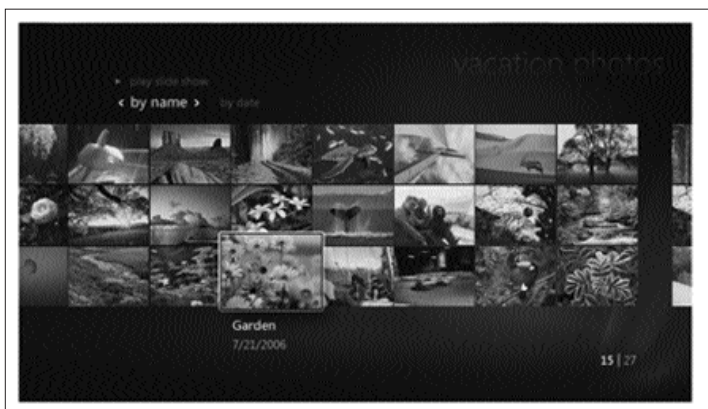 vacation photos
play slide show
‹ by name › by date
Garden
7/21/2006
15 | 27